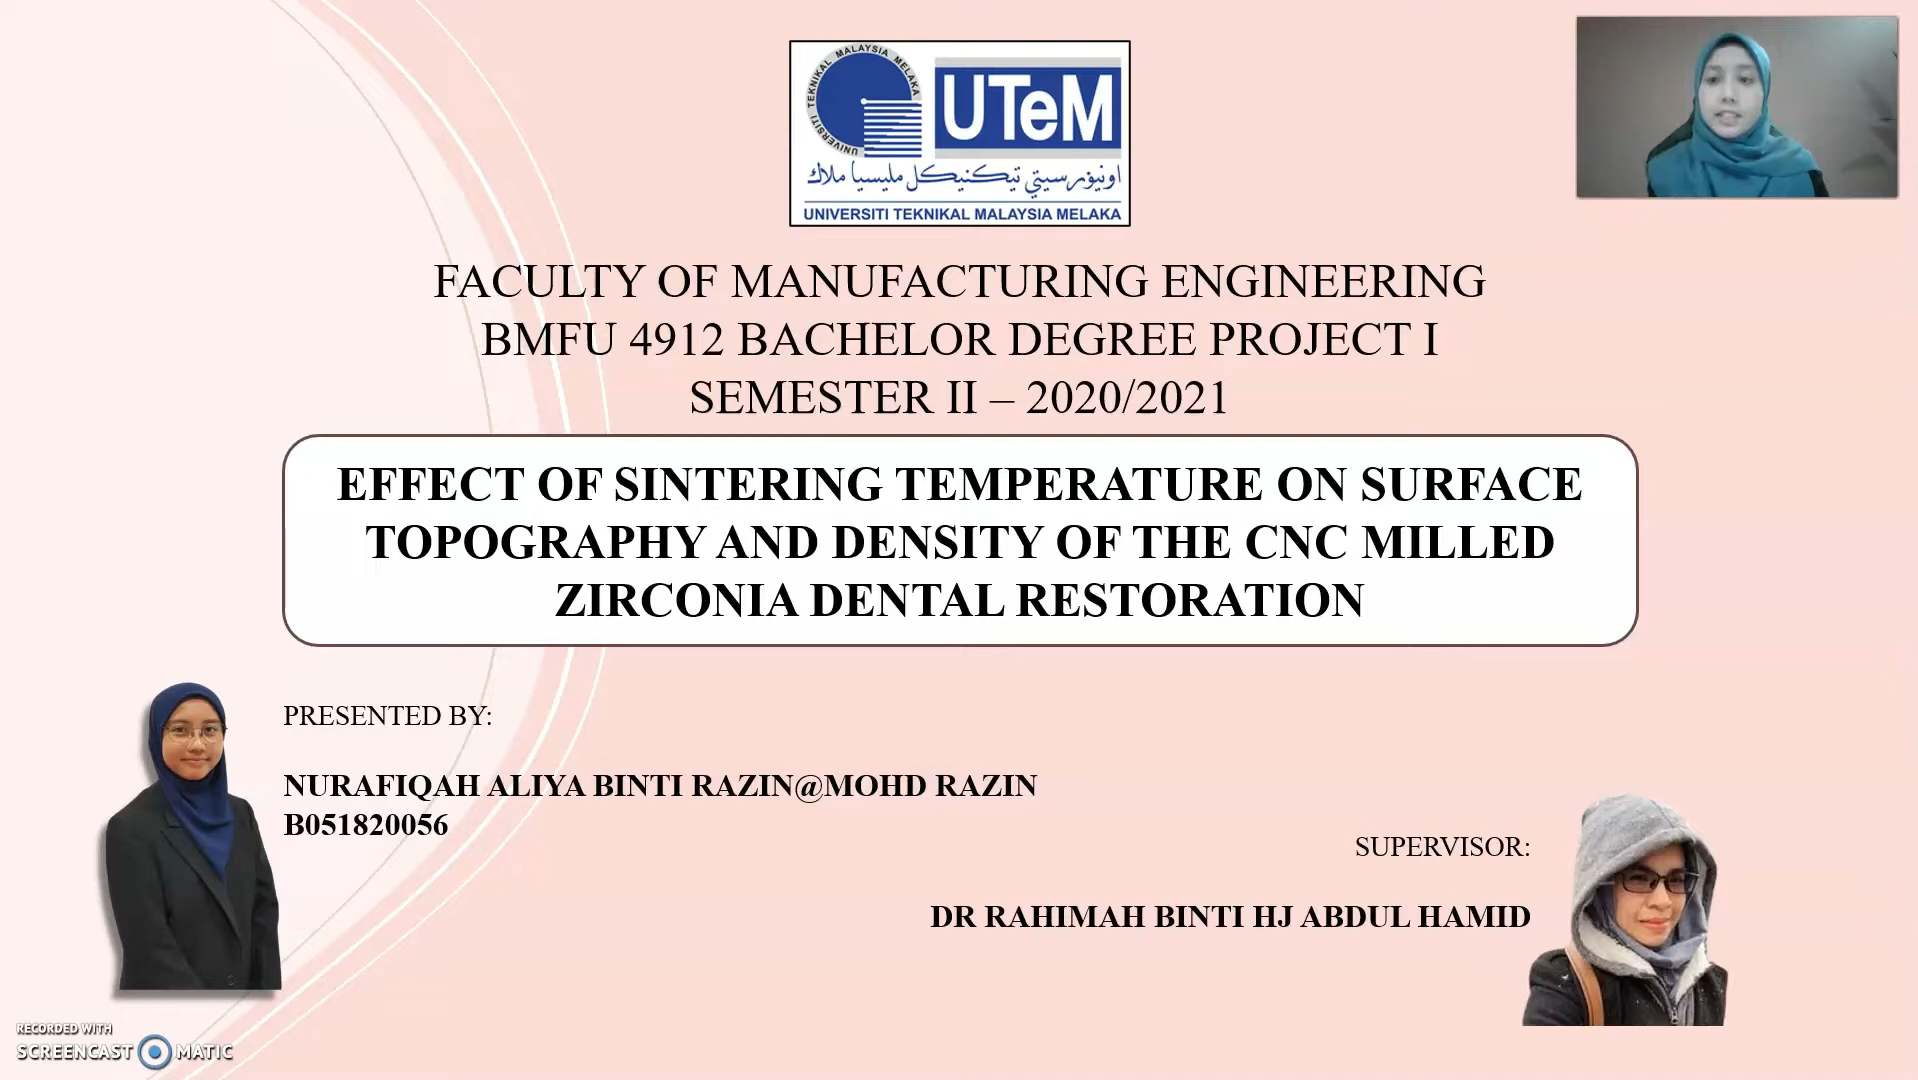 UNIVERSITI TEKNIKAL MALAYSIA MELAKA
UTeM
اونيۏرسيتي تيكنيكل مليسيا ملاك
UNIVERSITI TEKNIKAL MALAYSIA MELAKA
FACULTY OF MANUFACTURING ENGINEERING
BMFU 4912 BACHELOR DEGREE PROJECT I
SEMESTER II – 2020/2021
EFFECT OF SINTERING TEMPERATURE ON SURFACE
TOPOGRAPHY AND DENSITY OF THE CNC MILLED
ZIRCONIA DENTAL RESTORATION
PRESENTED BY:
NURAFIQAH ALIYA BINTI RAZIN@MOHD RAZIN
B051820056
SUPERVISOR:
DR RAHIMAH BINTI HJ ABDUL HAMID
RECORDED WITH
SCREENCAST MATIC